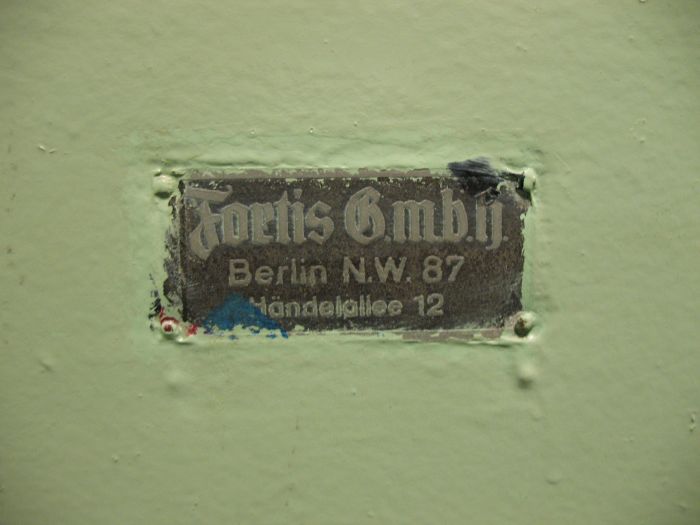 Fortis G.m.b.H.
Berlin N.W. 87
Händelallee 12